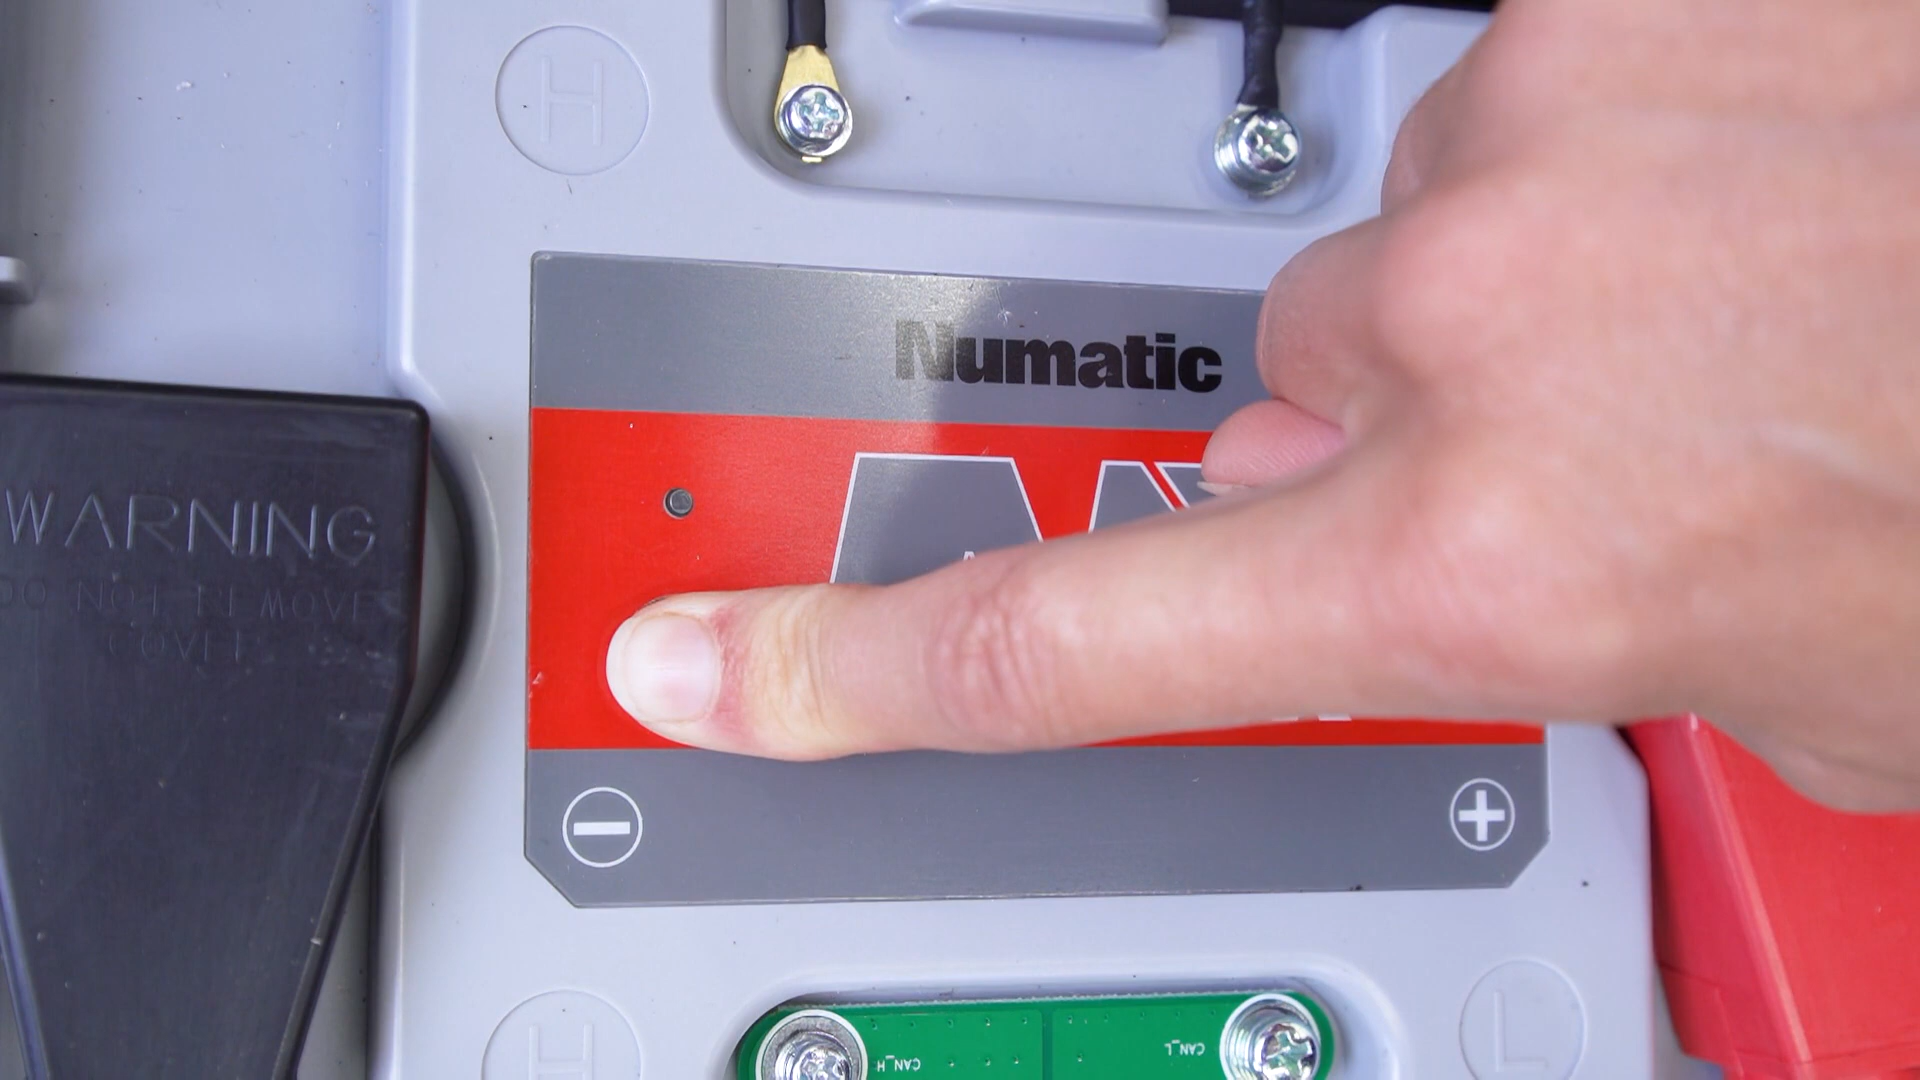 H
Numatic
WARNING
DO NOT REMOVE
COVER
CAN_H
CAN_L
H
L